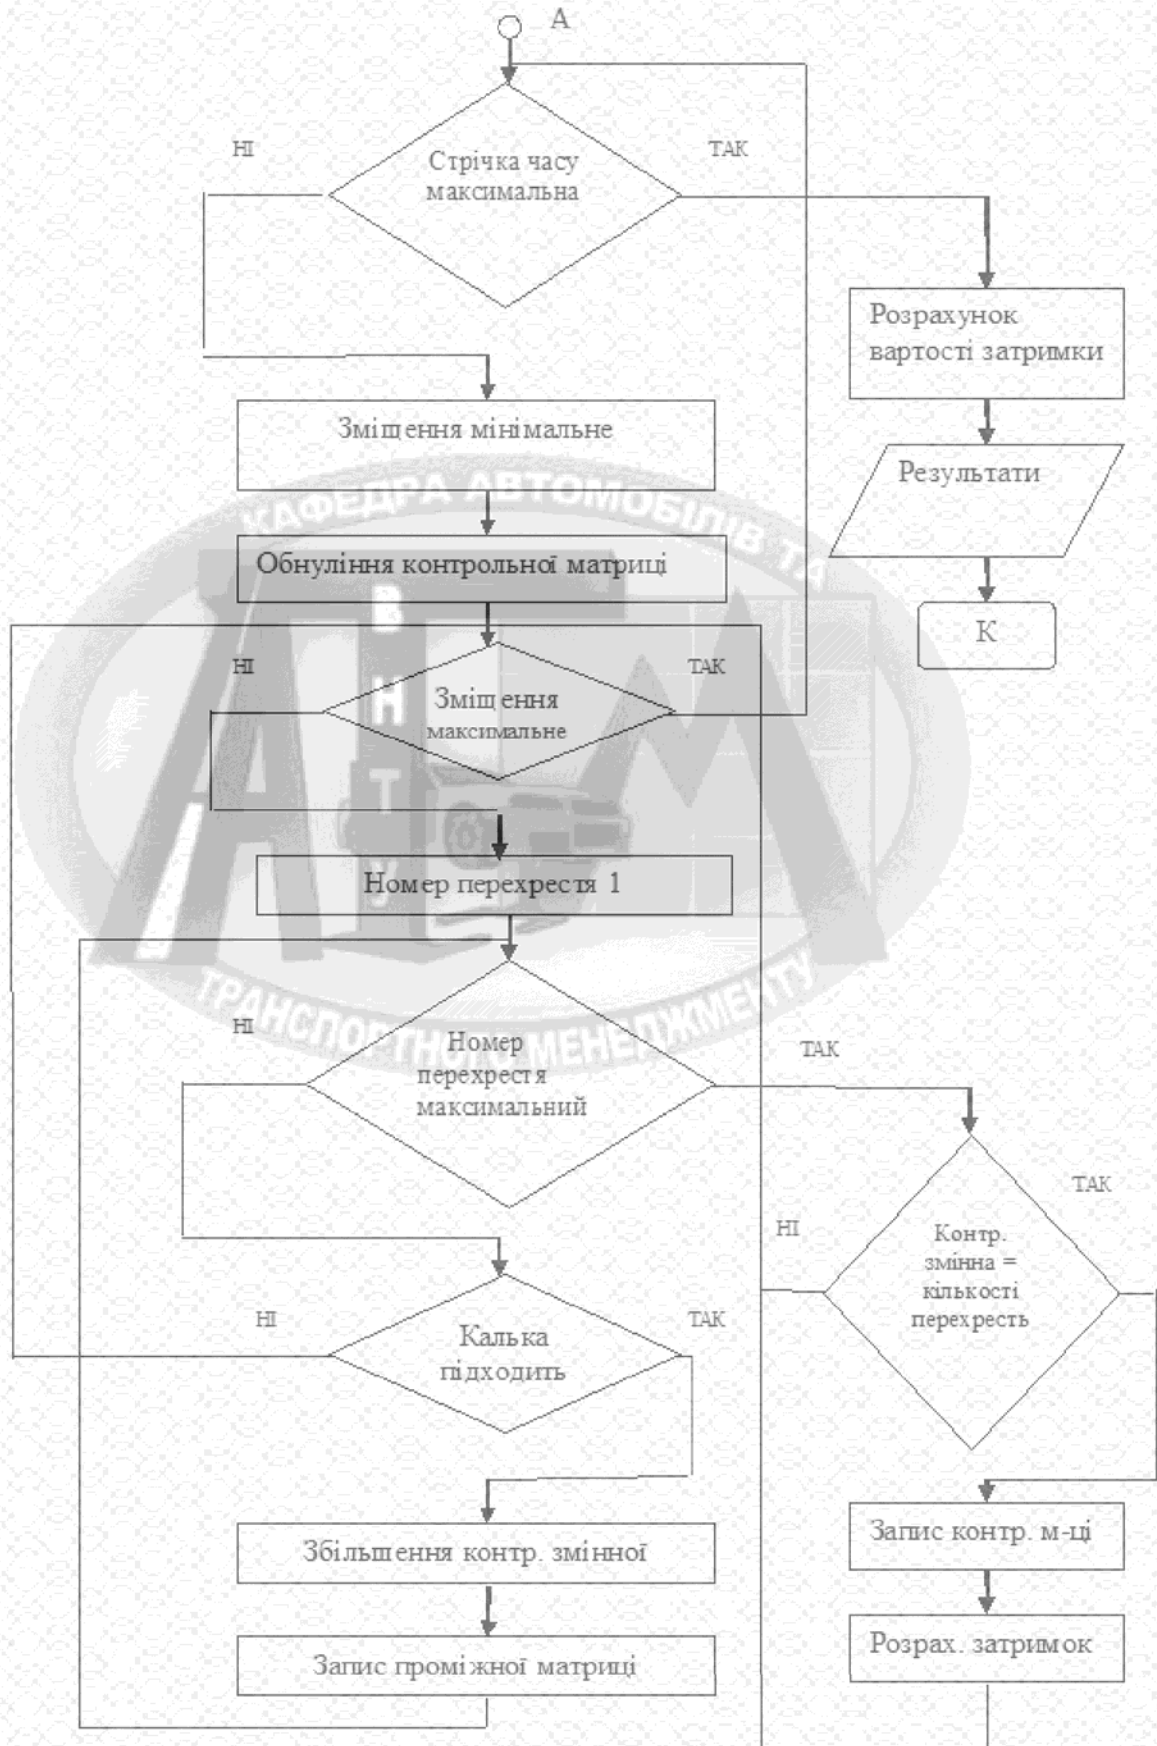 А
НІ
ТАК
Стрічка часу
максимальна
Розрахунок
вартості затримки
Зміщення мінімальне
Результати
КАФЕДРА АВТОМОБІЛІВ ТА
Обнуління контрольної матриці
К
НІ
ТАК
Зміщення
максимальне
В
Н
Т
У
Номер перехрестя 1
ТРАНСПОРТНОГО МЕНЕДЖМЕНТУ
НІ
ТАК
Номер
перехрестя
максимальний
ТАК
НІ
Контр.
змінна =
кількості
перехресть
НІ
ТАК
Калька
підходить
Запис контр. м-ці
Збільшення контр. змінної
Розрах. затримок
Запис проміжної матриці